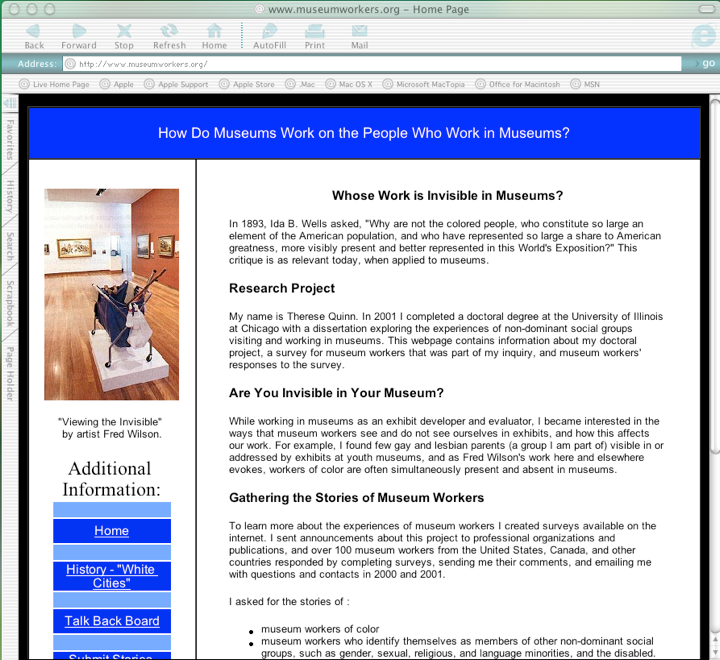 www.museumworkers.org - Home Page
Back Forward Stop Refresh Home AutoFill Print Mail
Address: http://www.museumworkers.org/ go
Live Home Page Apple Apple Support Apple Store .Mac Mac OS X Microsoft MacTopia Office for Macintosh MSN
Favorites
History
Search
Scrapbook
Page Holder
How Do Museums Work on the People Who Work in Museums?
"Viewing the Invisible"
by artist Fred Wilson.
Additional
Information:
Home
History - "White
Cities"
Talk Back Board
Submit Stories
Whose Work is Invisible in Museums?
In 1893, Ida B. Wells asked, "Why are not the colored people, who constitute so large an
element of the American population, and who have represented so large a share to American
greatness, more visibly present and better represented in this World's Exposition?" This
critique is as relevant today, when applied to museums.
Research Project
My name is Therese Quinn. In 2001 I completed a doctoral degree at the University of Illinois
at Chicago with a dissertation exploring the experiences of non-dominant social groups
visiting and working in museums. This webpage contains information about my doctoral
project, a survey for museum workers that was part of my inquiry, and museum workers'
responses to the survey.
Are You Invisible in Your Museum?
While working in museums as an exhibit developer and evaluator, I became interested in the
ways that museum workers see and do not see ourselves in exhibits, and how this affects
our work. For example, I found few gay and lesbian parents (a group I am part of) visible in or
addressed by exhibits at youth museums, and as Fred Wilson's work here and elsewhere
evokes, workers of color are often simultaneously present and absent in museums.
Gathering the Stories of Museum Workers
To learn more about the experiences of museum workers I created surveys available on the
internet. I sent announcements about this project to professional organizations and
publications, and over 100 museum workers from the United States, Canada, and other
countries responded by completing surveys, sending me their comments, and emailing me
with questions and contacts in 2000 and 2001.
I asked for the stories of :
museum workers of color
museum workers who identify themselves as members of other non-dominant social
groups, such as gender, sexual, religious, and language minorities, and the disabled.